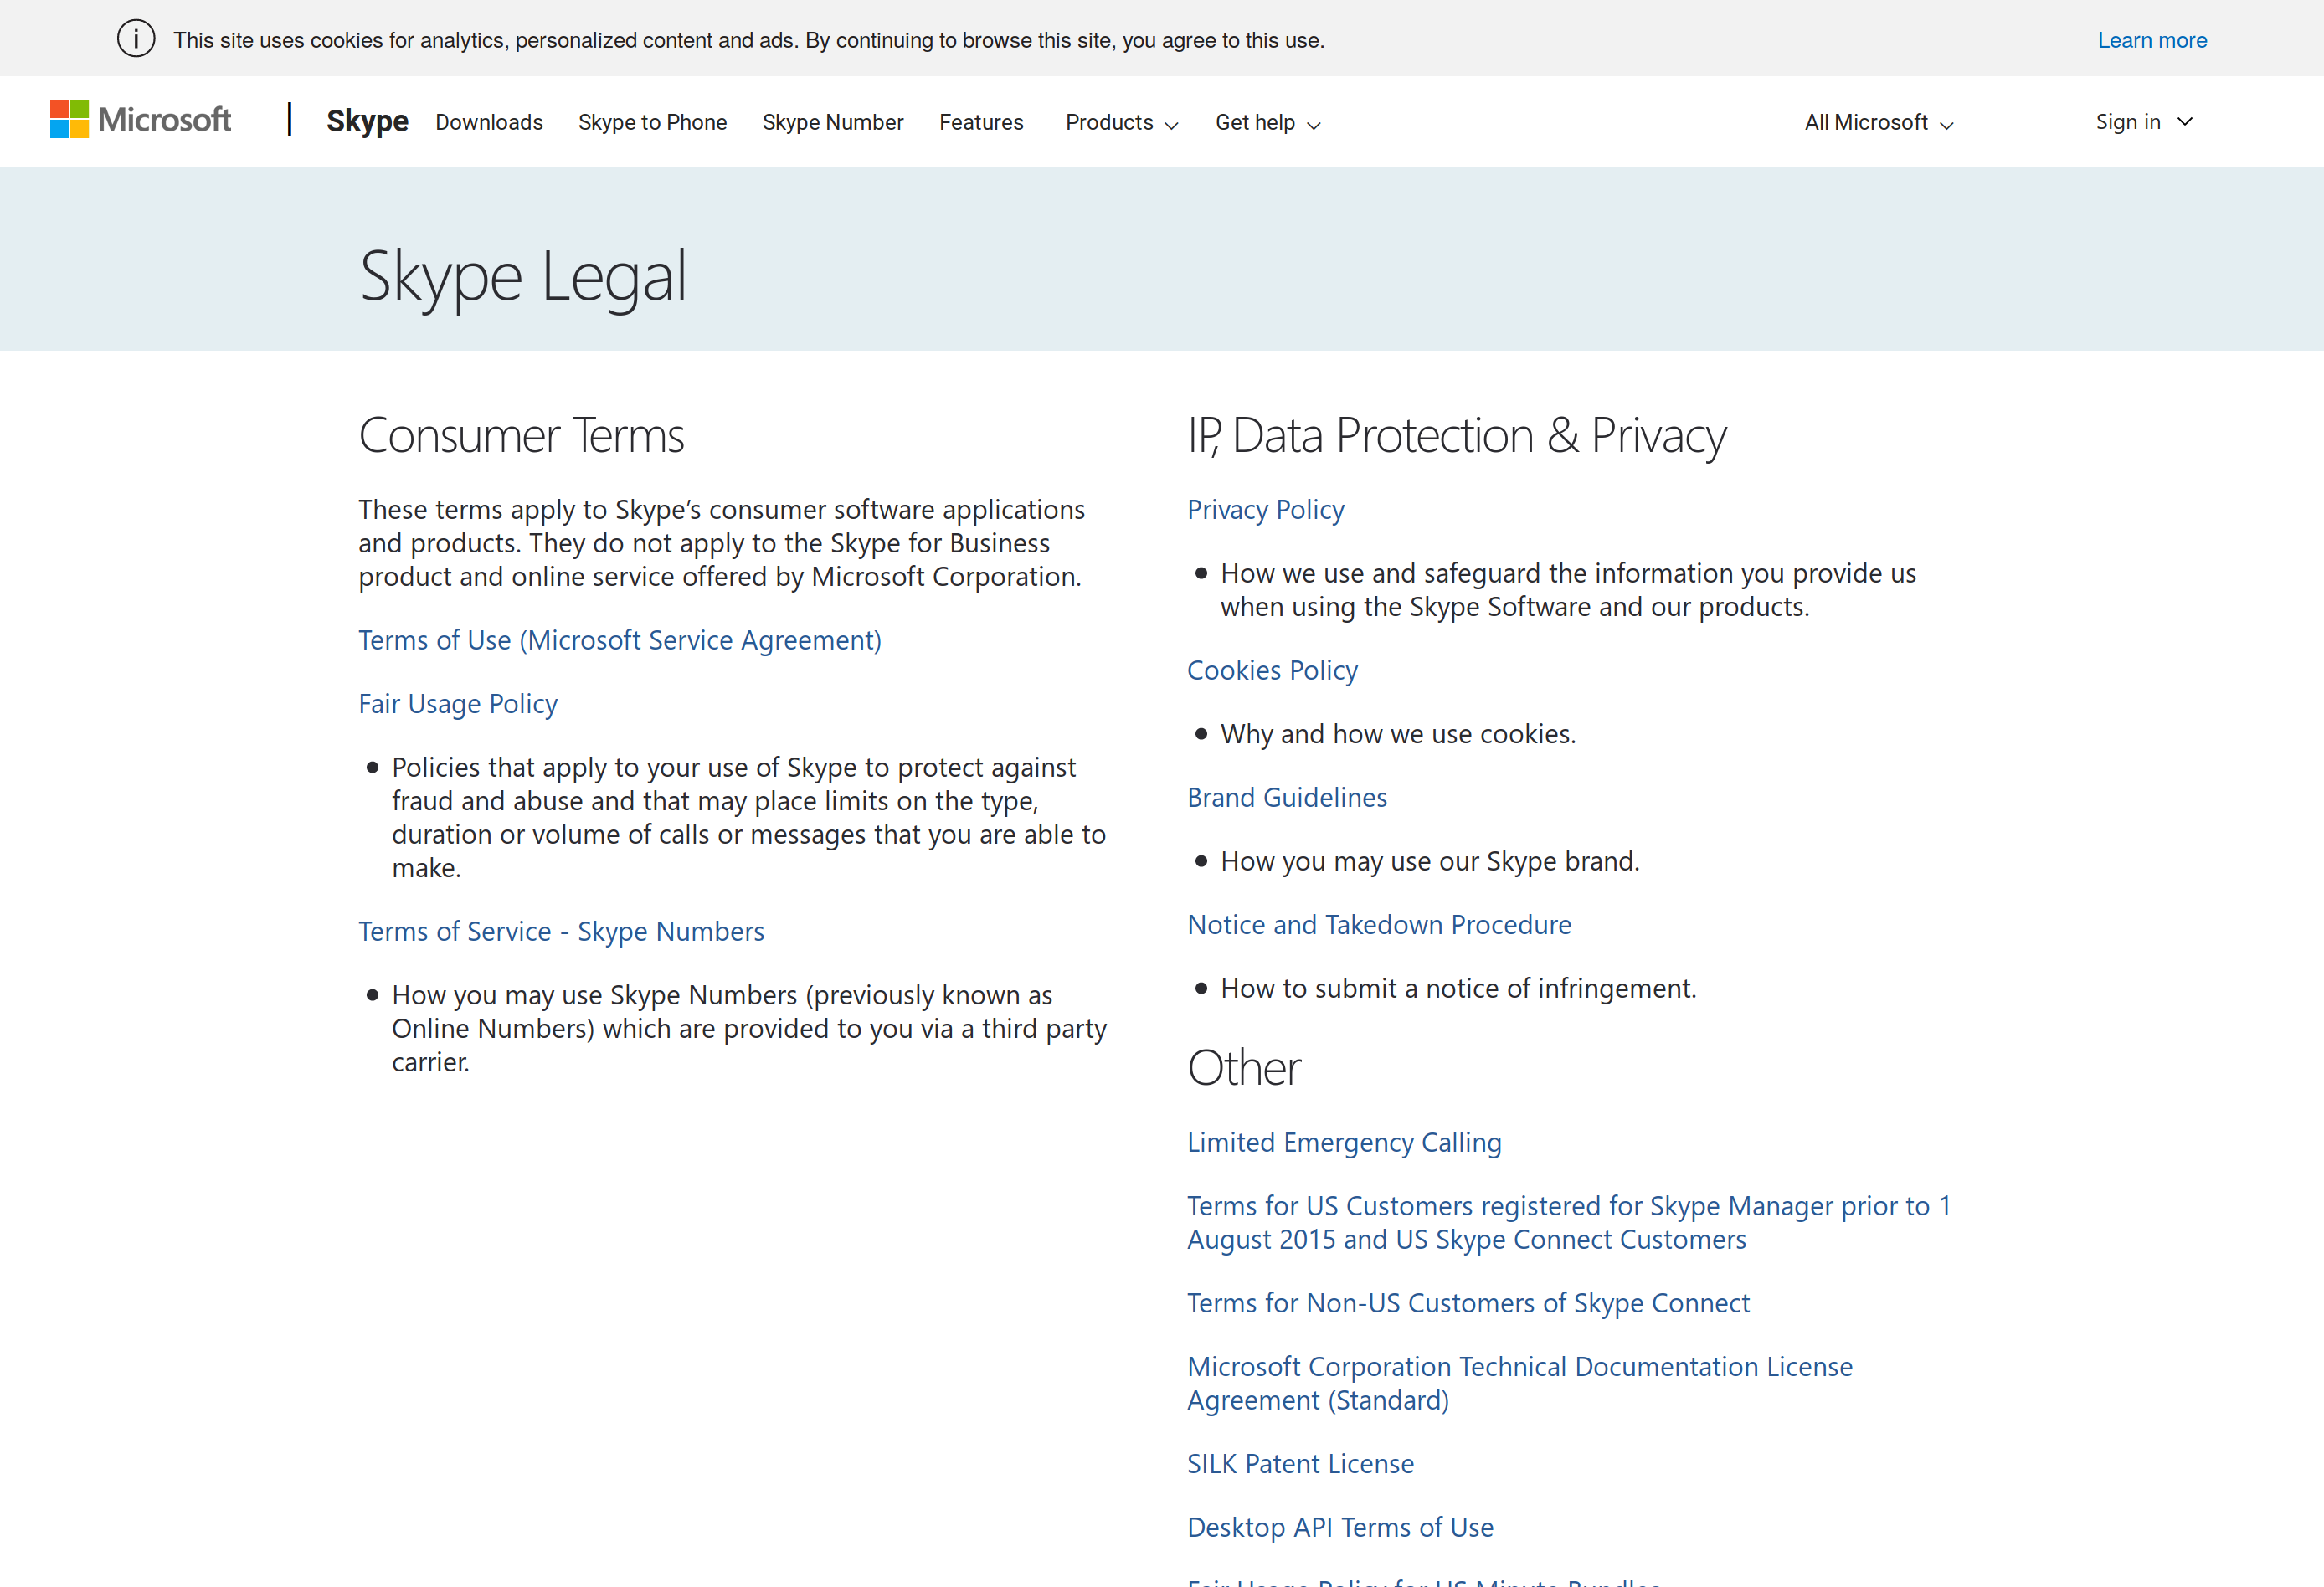 This site uses cookies for analytics, personalized content and ads. By continuing to browse this site, you agree to this use.
Learn more
Microsoft
Skype
Downloads
Skype to Phone
Skype Number
Features
Products
Get help
All Microsoft
Sign in
Skype Legal
Consumer Terms
These terms apply to Skype’s consumer software applications
and products. They do not apply to the Skype for Business
product and online service offered by Microsoft Corporation.
Terms of Use (Microsoft Service Agreement)
Fair Usage Policy
Policies that apply to your use of Skype to protect against
fraud and abuse and that may place limits on the type,
duration or volume of calls or messages that you are able to
make.
Terms of Service - Skype Numbers
How you may use Skype Numbers (previously known as
Online Numbers) which are provided to you via a third party
carrier.
IP, Data Protection & Privacy
Privacy Policy
How we use and safeguard the information you provide us
when using the Skype Software and our products.
Cookies Policy
Why and how we use cookies.
Brand Guidelines
How you may use our Skype brand.
Notice and Takedown Procedure
How to submit a notice of infringement.
Other
Limited Emergency Calling
Terms for US Customers registered for Skype Manager prior to 1
August 2015 and US Skype Connect Customers
Terms for Non-US Customers of Skype Connect
Microsoft Corporation Technical Documentation License
Agreement (Standard)
SILK Patent License
Desktop API Terms of Use
Fair Usage Policy for US Minute Bundles